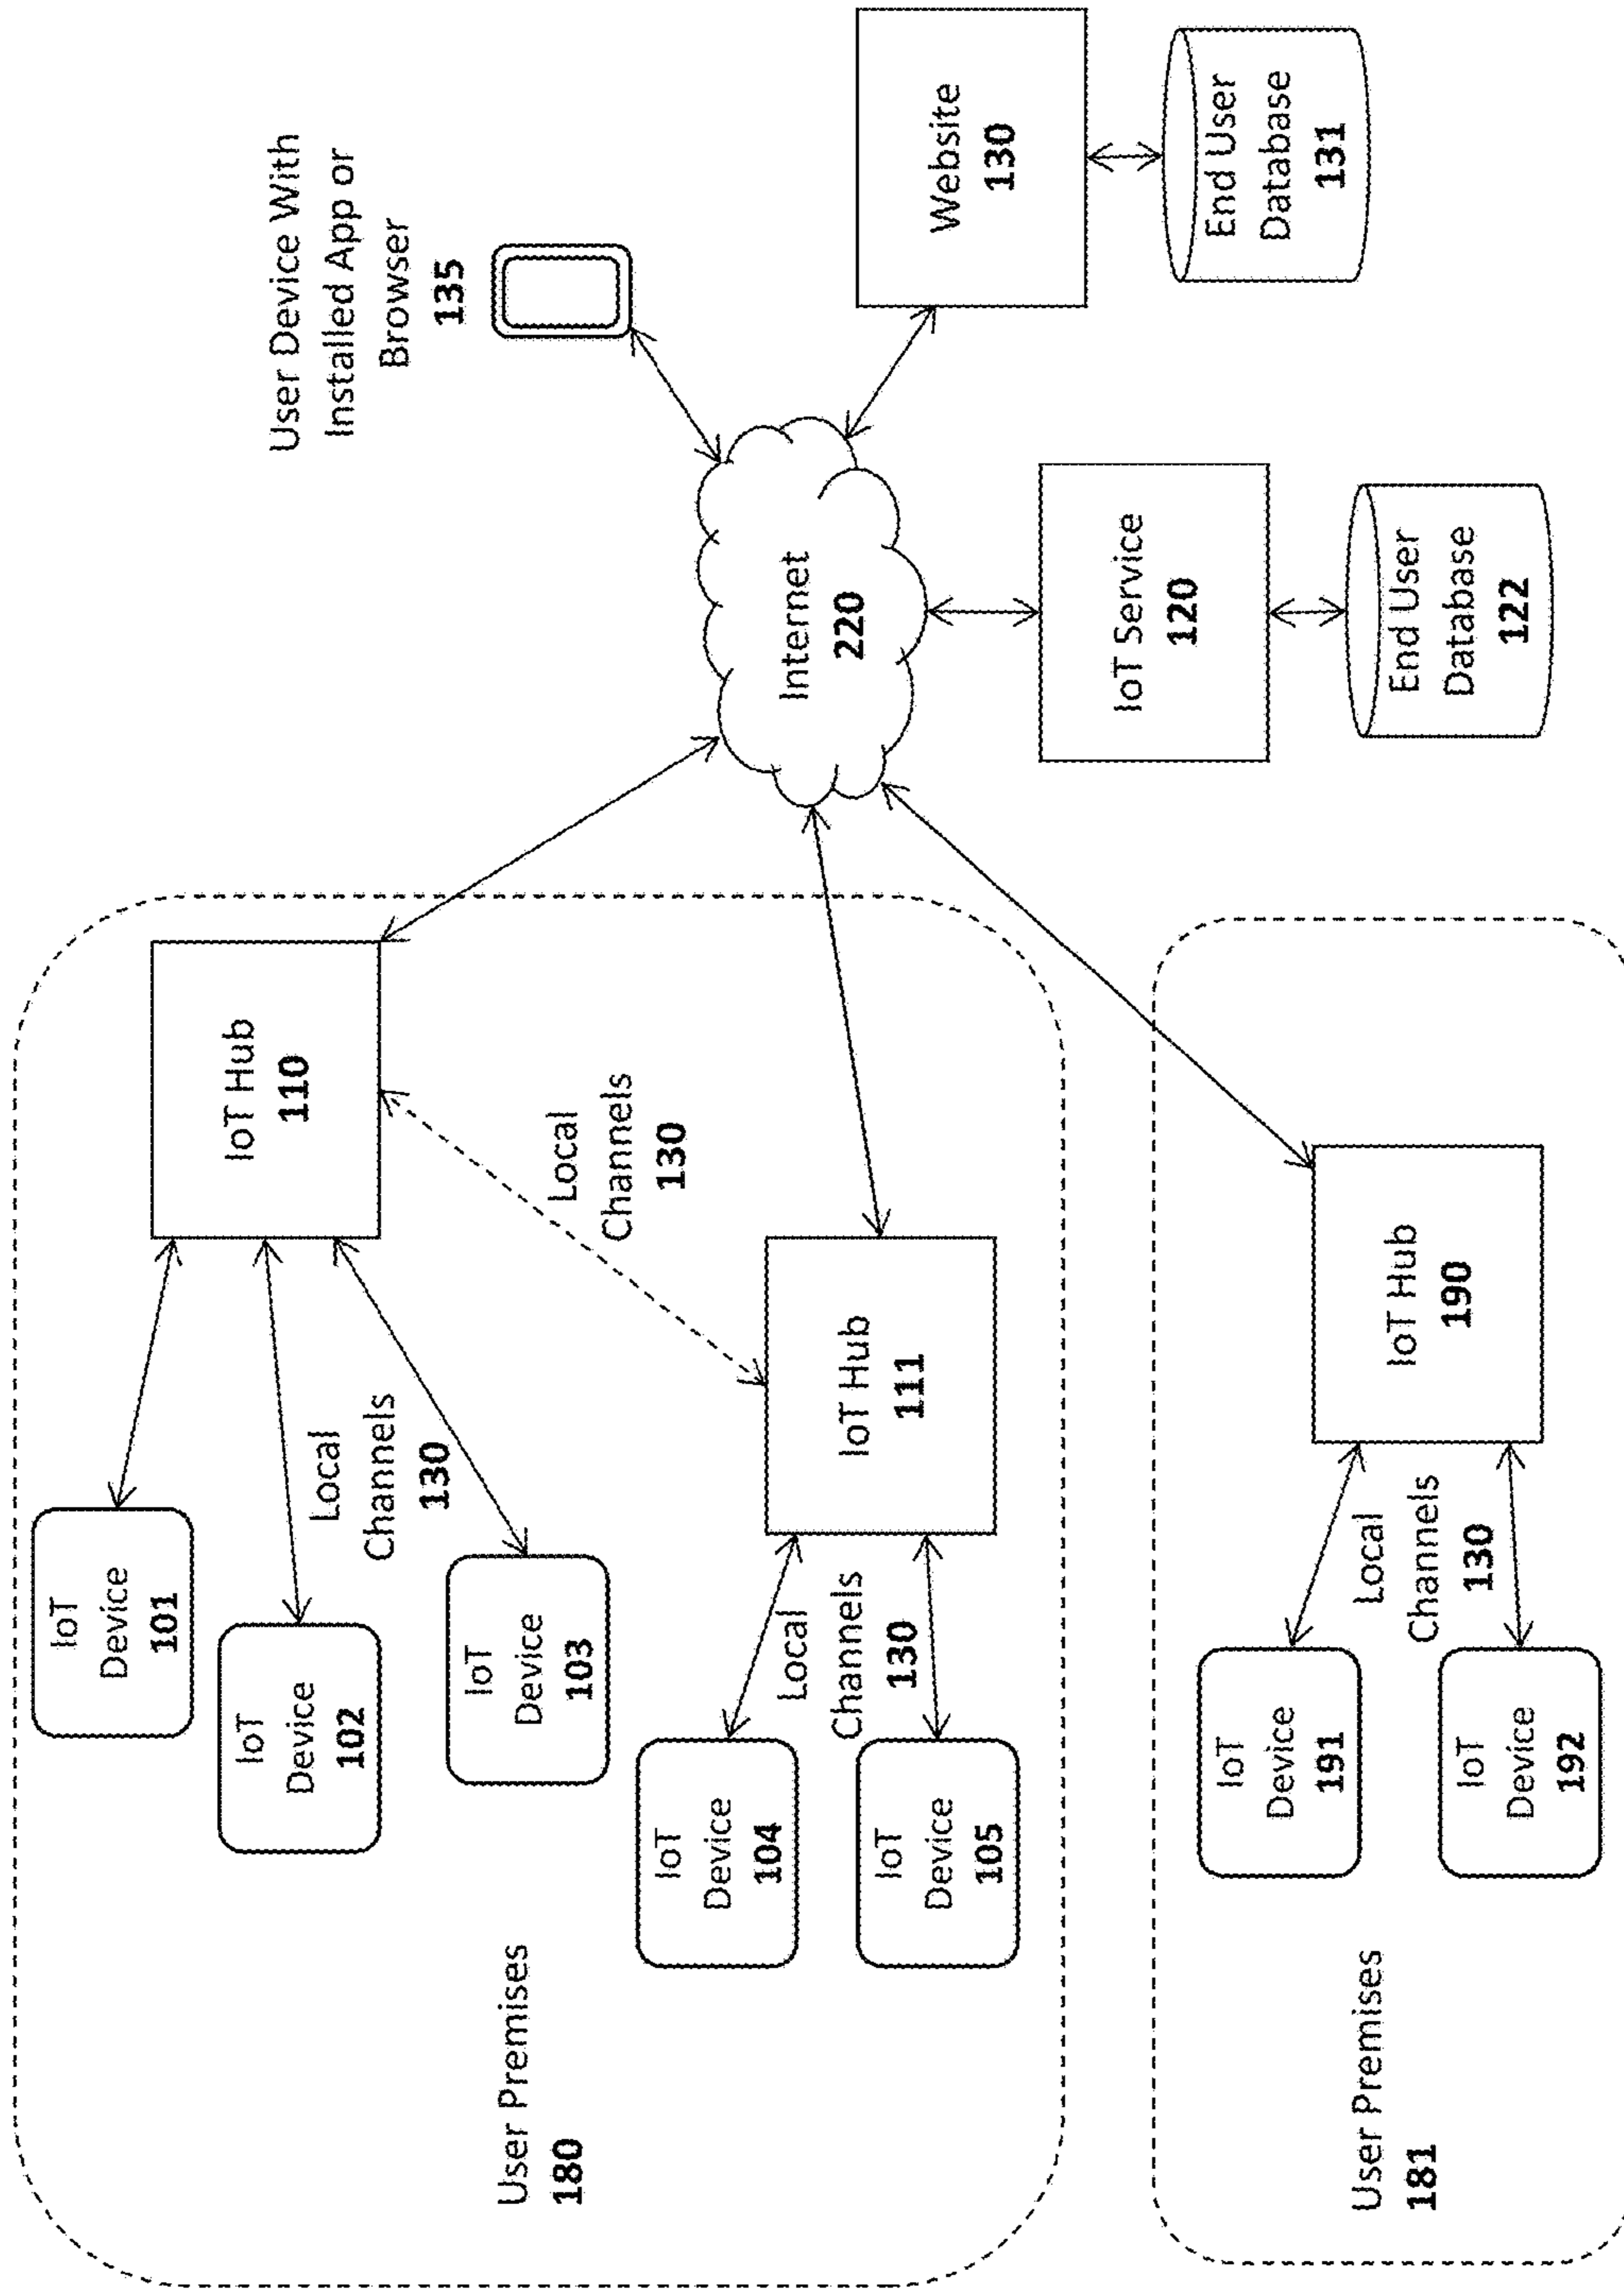 User Premises
180
IoT
Device
101
IoT
Device
102
IoT
Device
103
Local
Channels
130
IoT Hub
110
Local
Channels
130
IoT
Device
104
IoT
Device
105
Local
Channels
130
IoT Hub
111
User Premises
181
IoT
Device
191
IoT
Device
192
Local
Channels
130
IoT Hub
190
Internet
220
User Device With
Installed App or
Browser
135
Website
130
End User
Database
131
IoT Service
120
End User
Database
122